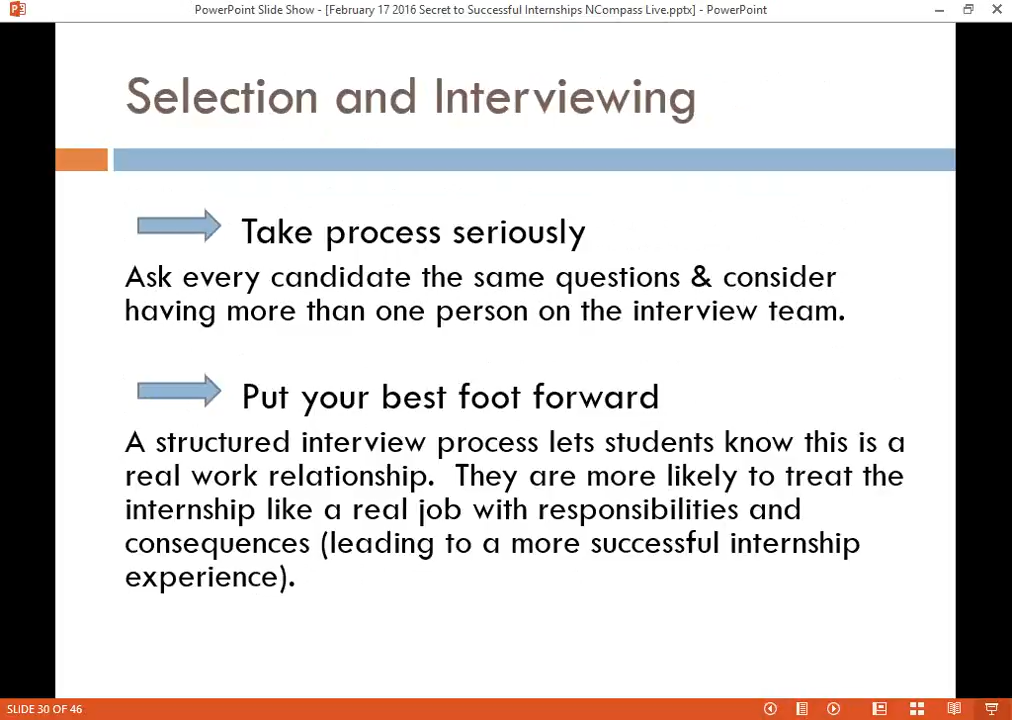 PowerPoint Slide Show - [February 17 2016 Secret to Successful Internships NCompass Live.pptx] - PowerPoint
Selection and Interviewing
Take process seriously
Ask every candidate the same questions & consider
having more than one person on the interview team.
Put your best foot forward
A structured interview process lets students know this is a
real work relationship.  They are more likely to treat the
internship like a real job with responsibilities and
consequences (leading to a more successful internship
experience).
SLIDE 30 OF 46